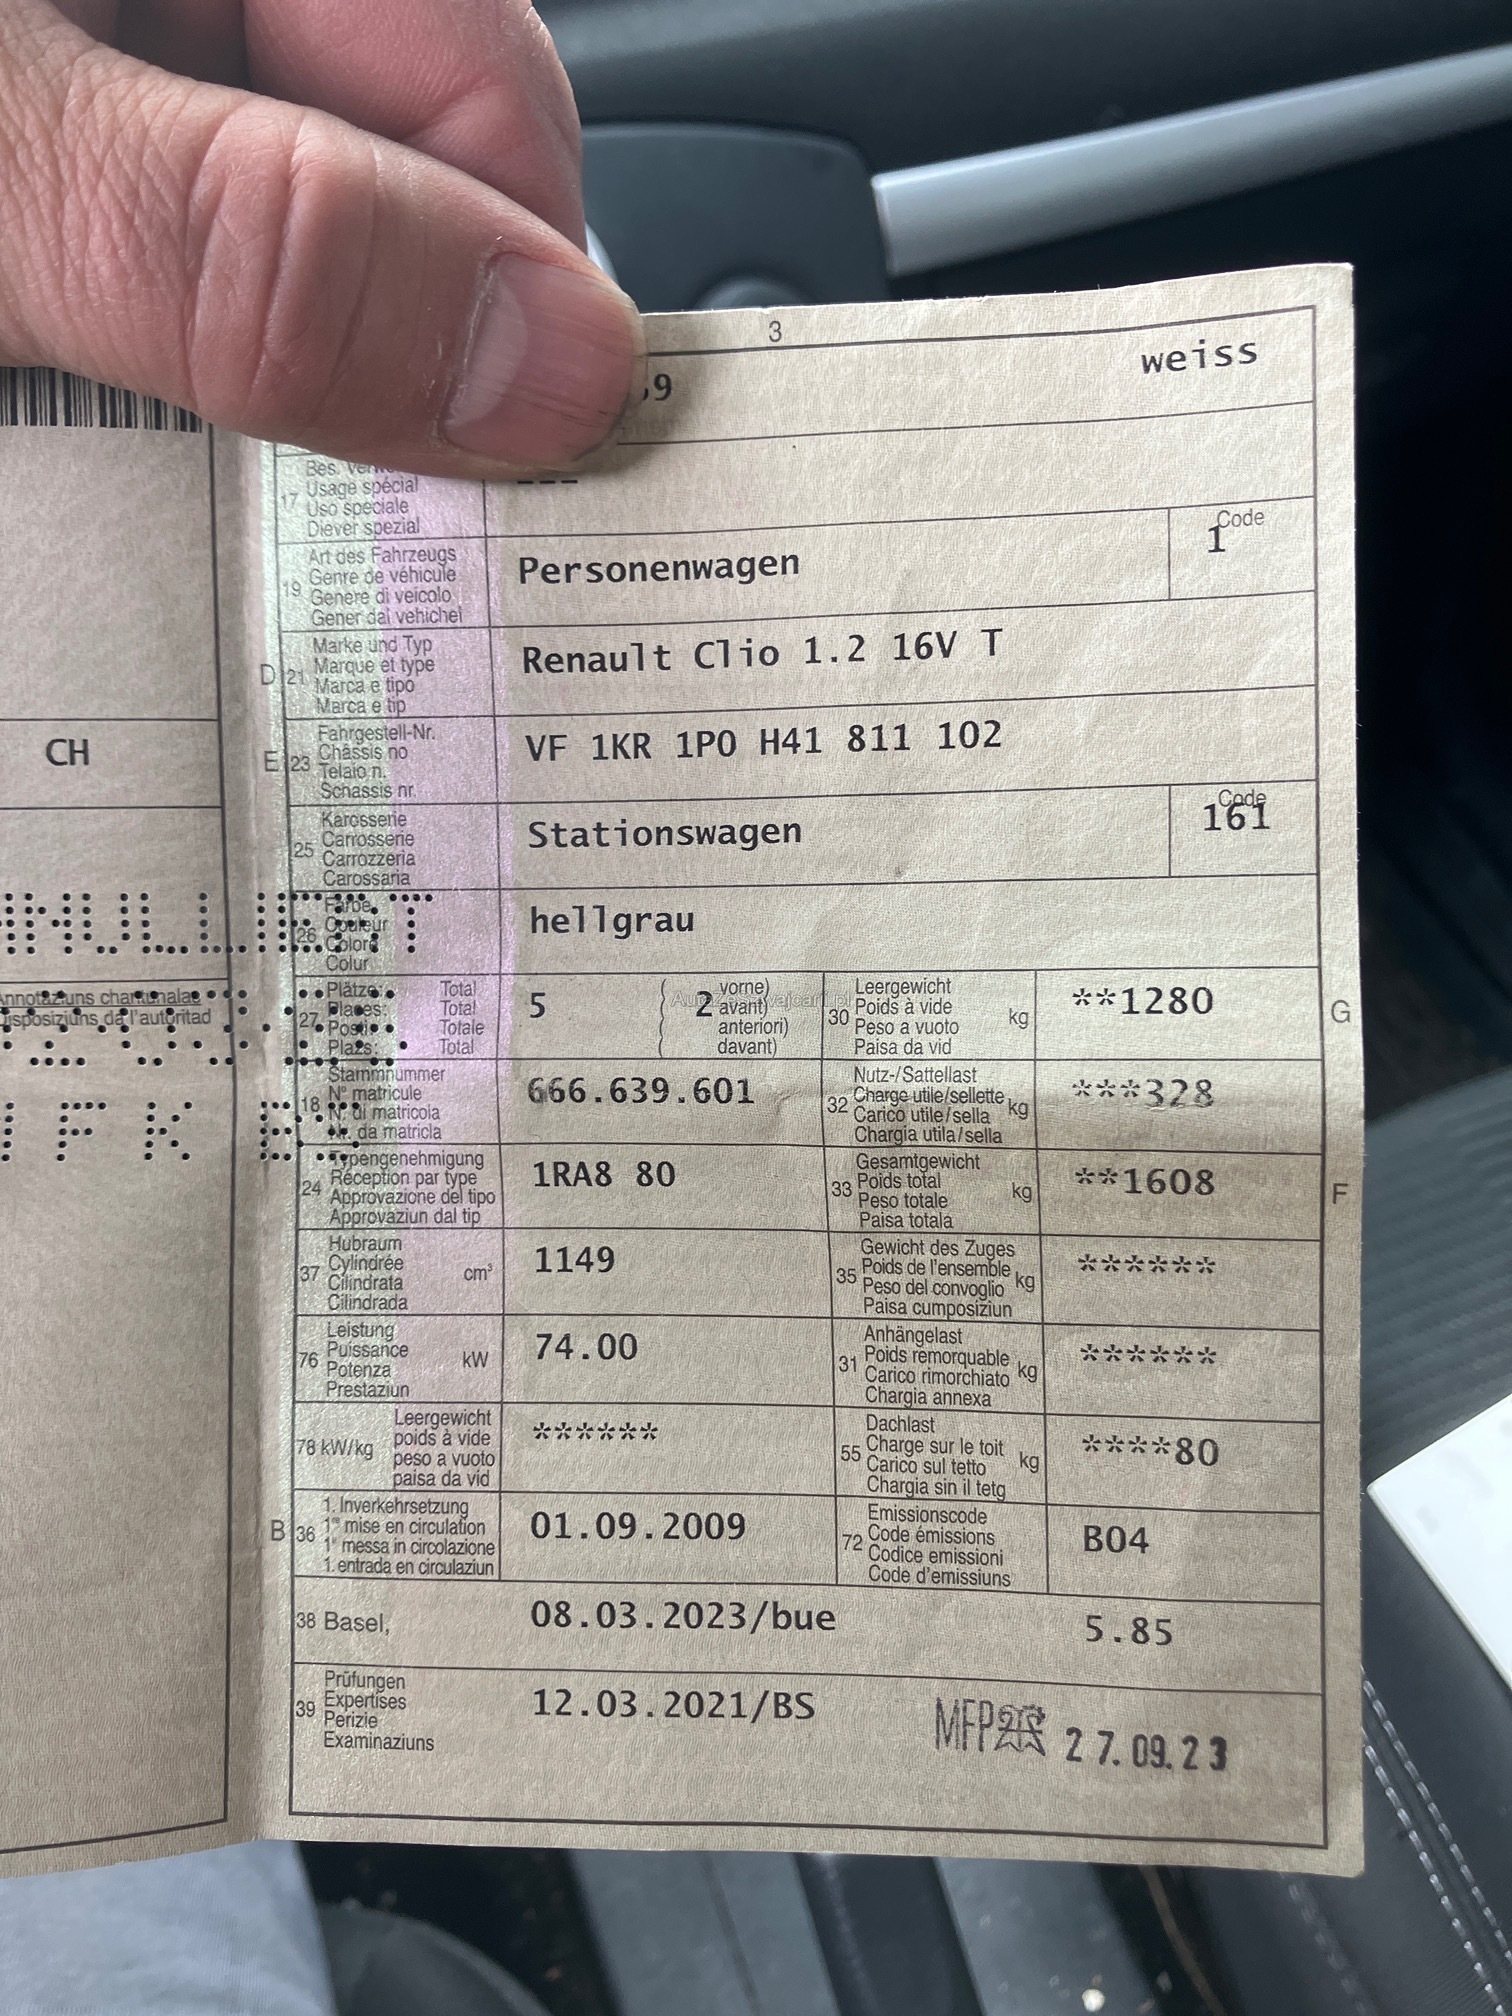 3
9 weiss
17 Usage spécial
Uso speciale
Diever spezial
---
19 Art des Fahrzeugs
Genre de véhicule
Genere di veicolo
Gener dal vehichel
Personenwagen
Code
1
D 21 Marke und Typ
Marque et type
Marca e tipo
Marca e tip
Renault Clio 1.2 16V T
E 23 Fahrgestell-Nr.
Châssis no
Telaio n.
Schassis nr.
VF 1KR 1P0 H41 811 102
CH
25 Karosserie
Carrosserie
Carrozzeria
Carossaria
Stationswagen
Code
161
26 Farbe
Couleur
Colore
Colur
hellgrau
27 Plätze: Total
Places: Total
Posti: Totale
Plazs: Total
5
2
vorne)
avant)
anteriori)
davant)
30 Leergewicht
Poids à vide
Peso a vuoto
Paisa da vid
kg
**1280
G
Annotaziuns chantunalas
disposiziuns da l'autoritad
18 Stammnummer
N° matricule
N. di matricola
Nr. da matricla
666.639.601
32 Nutz-/Sattellast
Charge utile/sellette
Carico utile/sella
Chargia utila/sella
kg
***328
24 Typengenehmigung
Réception par type
Approvazione del tipo
Approvaziun dal tip
1RA8 80
33 Gesamtgewicht
Poids total
Peso totale
Paisa totala
kg
**1608
F
37 Hubraum
Cylindrée
Cilindrata
Cilindrada
cm³
1149
35 Gewicht des Zuges
Poids de l'ensemble
Peso del convoglio
Paisa cumposiziun
kg
******
76 Leistung
Puissance
Potenza
Prestaziun
kW
74.00
31 Anhängelast
Poids remorquable
Carico rimorchiato
Chargia annexa
kg
******
78 kW/kg
Leergewicht
poids à vide
peso a vuoto
paisa da vid
******
55 Dachlast
Charge sur le toit
Carico sul tetto
Chargia sin il tetg
kg
****80
B 36 1. Inverkehrsetzung
1re mise en circulation
1a messa in circolazione
1. entrada en circulaziun
01.09.2009
72 Emissionscode
Code émissions
Codice emissioni
Code d'emissiuns
B04
38 Basel,
08.03.2023/bue
5.85
39 Prüfungen
Expertises
Perizie
Examinaziuns
12.03.2021/BS
MFP 27.09.23